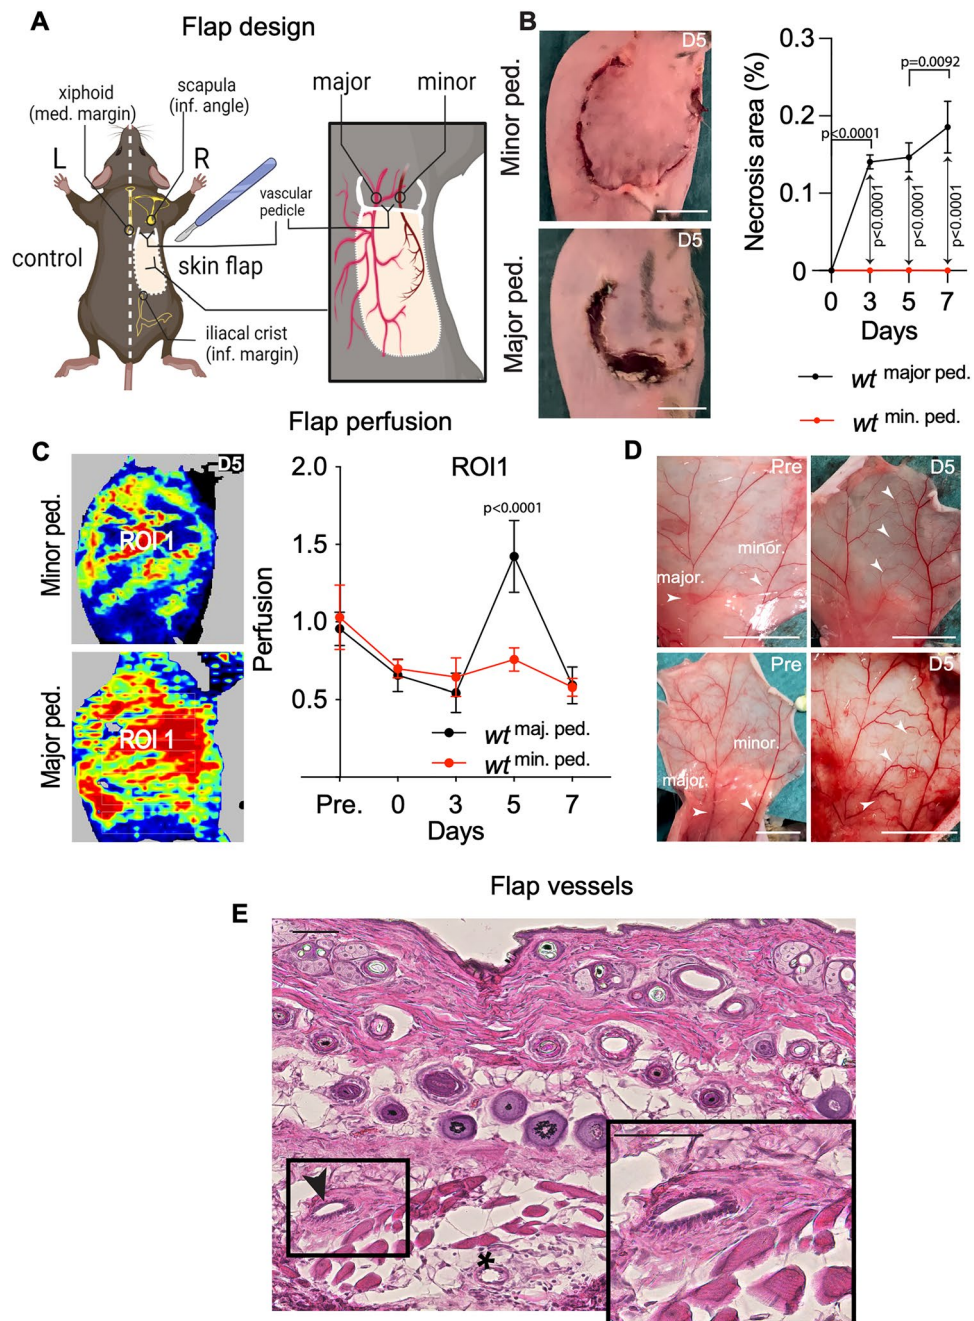 A
Flap design
xiphoid
(med. margin)
scapula
(inf. angle)
L
R
control
vascular
pedicle
skin flap
iliacal crist
(inf. margin)
major
minor
B
Minor ped.
D5
Major ped.
D5
Necrosis area (%)
0.3
0.2
0.1
0
p<0.0001
p=0.0092
p<0.0001
p<0.0001
p<0.0001
0
3
5
7
Days
wt major ped.
wt min. ped.
Flap perfusion
C
Minor ped.
D5
ROI 1
Major ped.
ROI 1
ROI1
Perfusion
2.0
1.5
1.0
0.5
p<0.0001
wt maj. ped.
wt min. ped.
Pre.
0
3
5
7
Days
D
Pre
minor.
major.
D5
Pre
minor.
major.
D5
Flap vessels
E
*